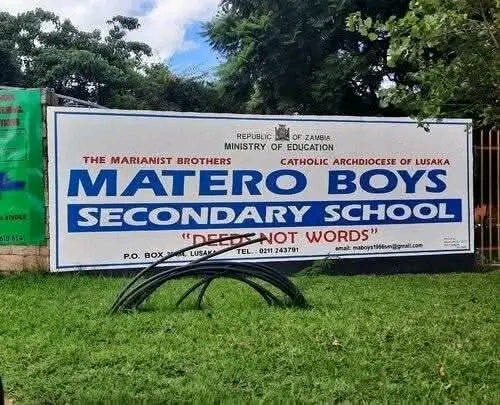 REPUBLIC OF ZAMBIA
MINISTRY OF EDUCATION
THE MARIANIST BROTHERS CATHOLIC ARCHDIOCESE OF LUSAKA
MATERO BOYS
SECONDARY SCHOOL
"DEEDS NOT WORDS"
P.O. BOX LUSAKA TEL.: 0211 243791 email: maboys1966sm@gmail.com